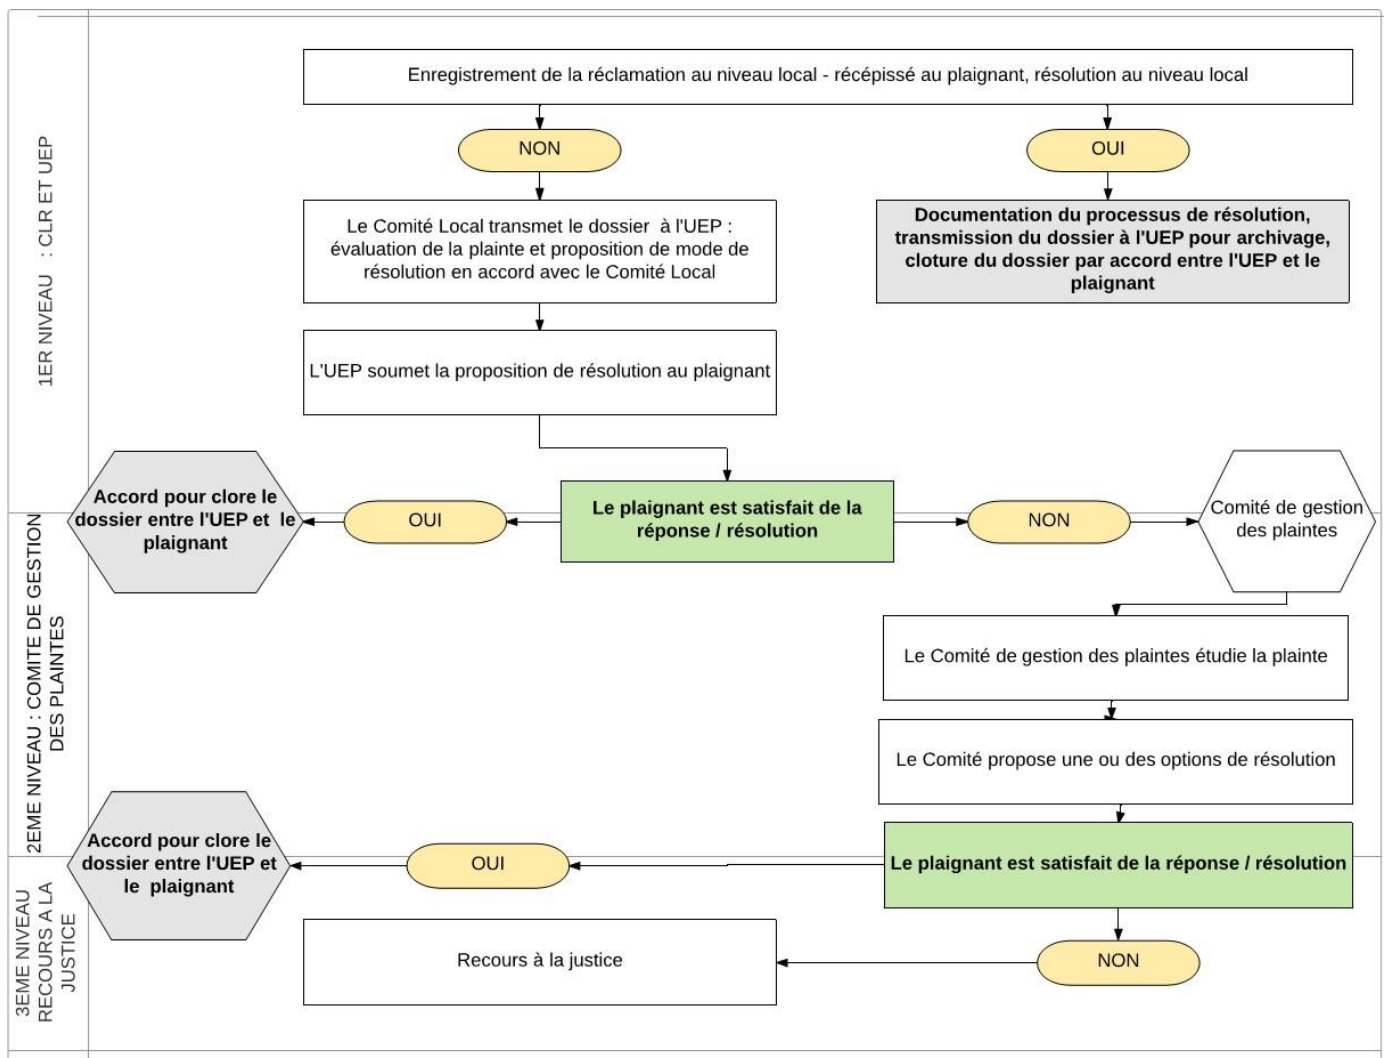 Enregistrement de la réclamation au niveau local - récépissé au plaignant, résolution au niveau local
NON
OUI
1ER NIVEAU : CLR ET UEP
Le Comité Local transmet le dossier à l'UEP :
évaluation de la plainte et proposition de mode de
résolution en accord avec le Comité Local
Documentation du processus de résolution,
transmission du dossier à l'UEP pour archivage,
cloture du dossier par accord entre l'UEP et le
plaignant
L'UEP soumet la proposition de résolution au plaignant
Accord pour clore le
dossier entre l'UEP et le
plaignant
OUI
Le plaignant est satisfait de la
réponse / résolution
NON
Comité de gestion
des plaintes
2EME NIVEAU : COMITE DE GESTION
DES PLAINTES
Le Comité de gestion des plaintes étudie la plainte
Le Comité propose une ou des options de résolution
Accord pour clore le
dossier entre l'UEP et
le plaignant
OUI
Le plaignant est satisfait de la réponse / résolution
3EME NIVEAU
RECOURS A LA
JUSTICE
Recours à la justice
NON